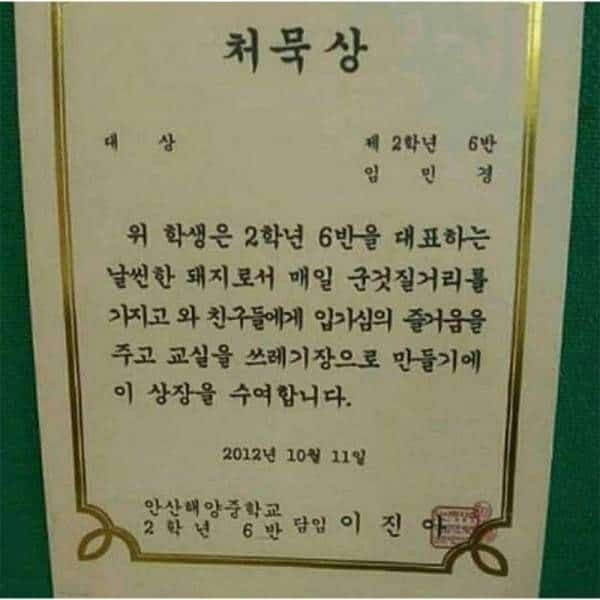 처묵상
대 상 제 2학년 6반
임 민 경
위 학생은 2학년 6반을 대표하는
날씬한 돼지로서 매일 군것질거리를
가지고 와 친구들에게 입가심의 즐거움을
주고 교실을 쓰레기장으로 만들기에
이 상장을 수여합니다.
2012년 10월 11일
안산해양중학교
2학년 6반 담임 이 진 아